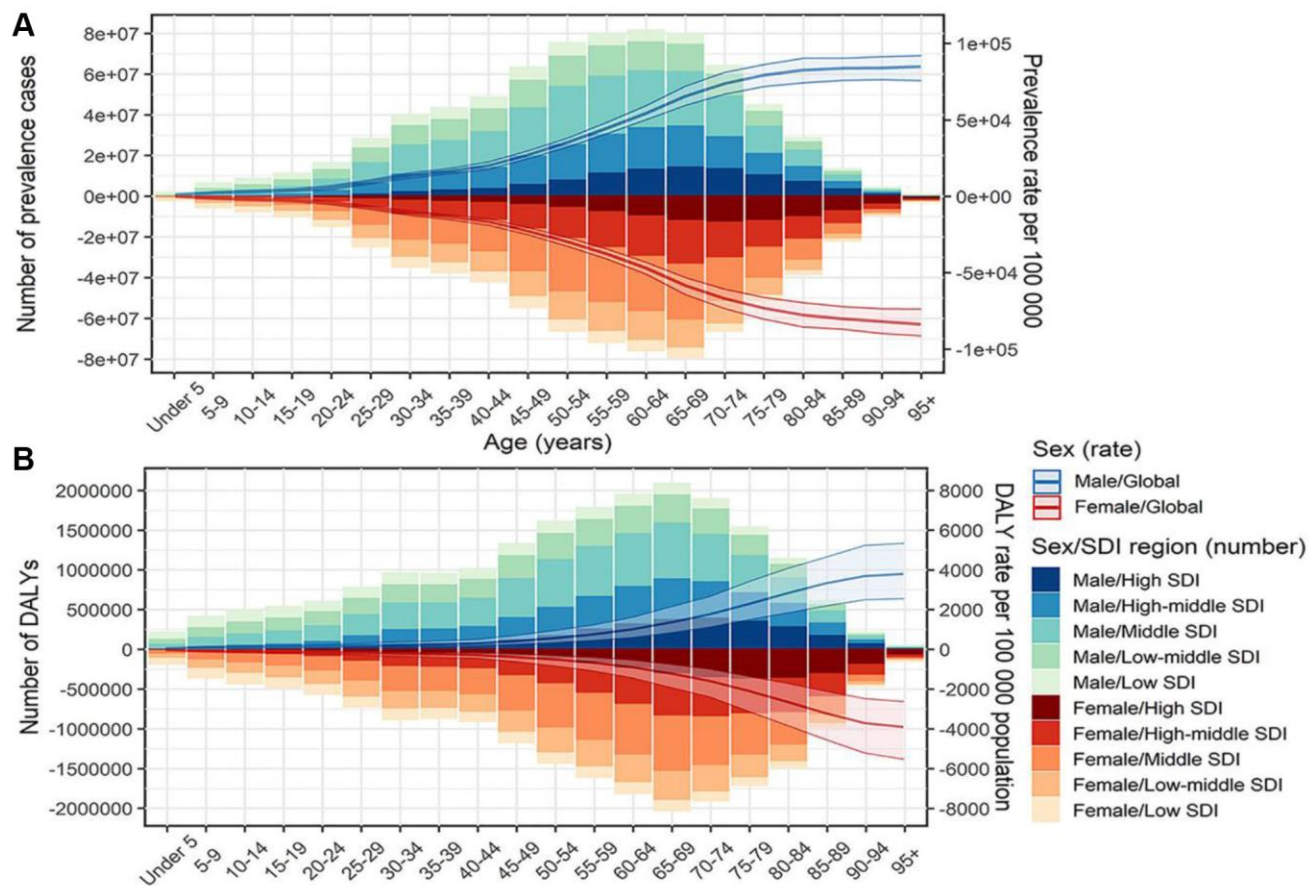 A
Number of prevalence cases
8e+07
6e+07
4e+07
2e+07
0e+00
-2e+07
-4e+07
-6e+07
-8e+07
1e+05
5e+04
0e+00
-5e+04
-1e+05
Prevalence rate per 100 000
Under 5
5-9
10-14
15-19
20-24
25-29
30-34
35-39
40-44
45-49
50-54
55-59
60-64
65-69
70-74
75-79
80-84
85-89
90-94
95+
Age (years)
B
Number of DALYs
2000000
1500000
1000000
500000
0
-500000
-1000000
-1500000
-2000000
8000
6000
4000
2000
0
-2000
-4000
-6000
-8000
DALY rate per 100 000 population
Under 5
5-9
10-14
15-19
20-24
25-29
30-34
35-39
40-44
45-49
50-54
55-59
60-64
65-69
70-74
75-79
80-84
85-89
90-94
95+
Sex (rate)
Male/Global
Female/Global
Sex/SDI region (number)
Male/High SDI
Male/High-middle SDI
Male/Middle SDI
Male/Low-middle SDI
Male/Low SDI
Female/High SDI
Female/High-middle SDI
Female/Middle SDI
Female/Low-middle SDI
Female/Low SDI